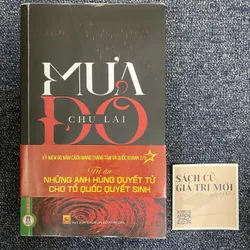 MƯA
ĐỎ
CHU LAI
KỶ NIỆM 80 NĂM CÁCH MẠNG THÁNG TÁM VÀ QUỐC KHÁNH 2/9
Tri ân
NHỮNG ANH HÙNG QUYẾT TỬ
CHO TỔ QUỐC QUYẾT SINH
SÁCH CŨ
GIÁ TRỊ MỚI